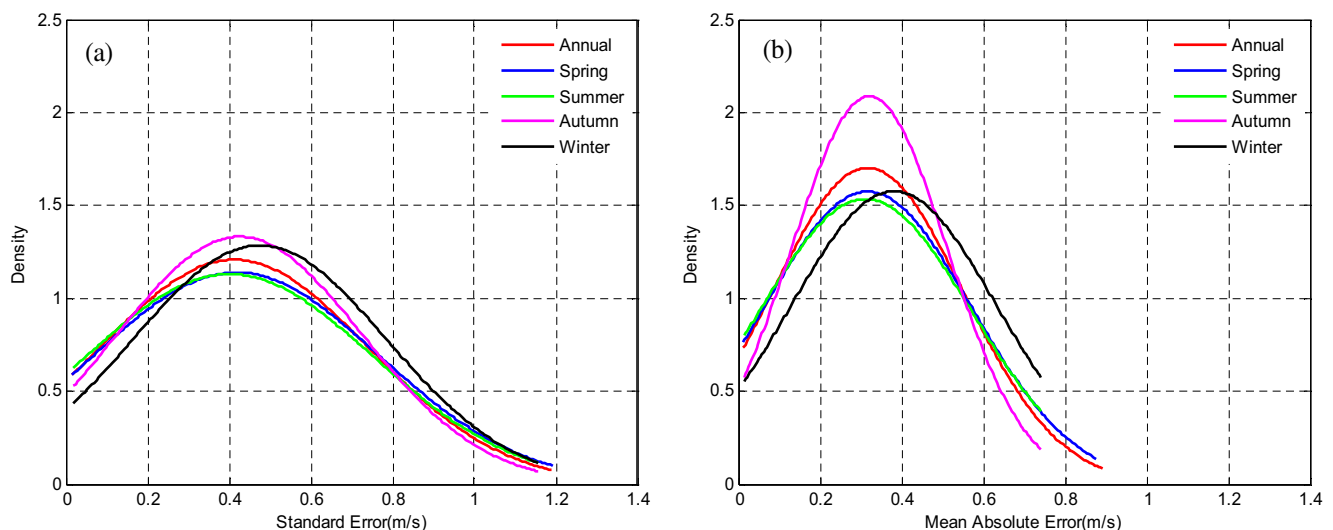 (a)
Annual
Spring
Summer
Autumn
Winter
2.5
2
1.5
1
0.5
0
Density
0 0.2 0.4 0.6 0.8 1 1.2 1.4
Standard Error(m/s)
(b)
Annual
Spring
Summer
Autumn
Winter
2.5
2
1.5
1
0.5
0
Density
0 0.2 0.4 0.6 0.8 1 1.2 1.4
Mean Absolute Error(m/s)